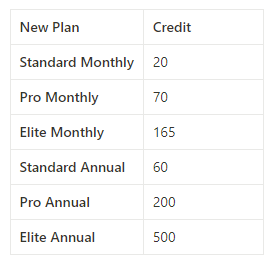 New Plan Credit
Standard Monthly 20
Pro Monthly 70
Elite Monthly 165
Standard Annual 60
Pro Annual 200
Elite Annual 500